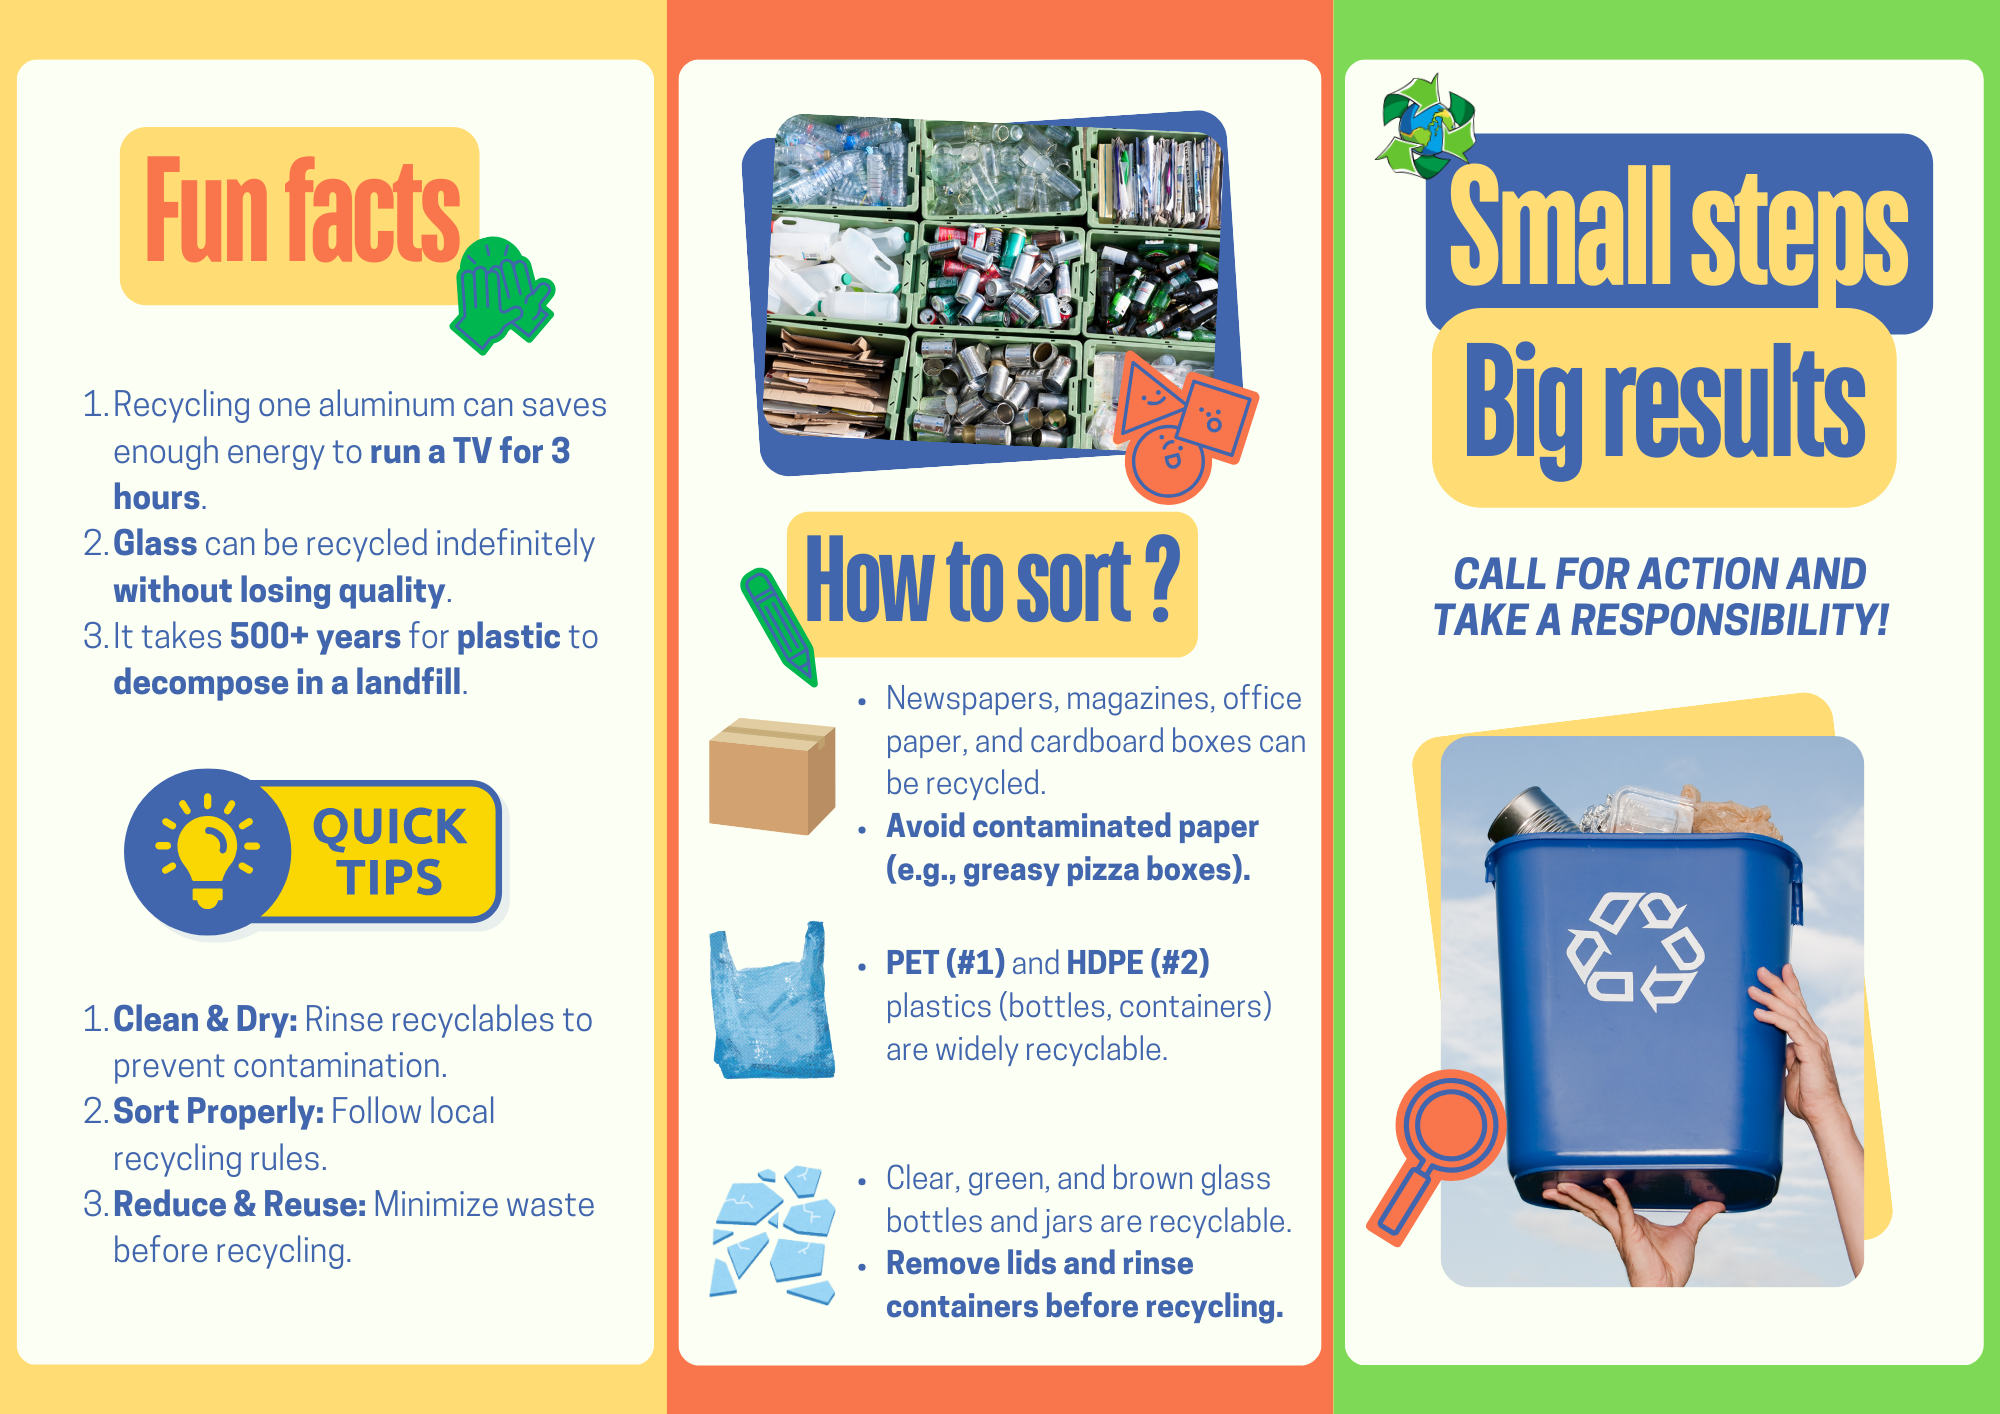 Fun facts
1. Recycling one aluminum can saves
enough energy to run a TV for 3
hours.
2. Glass can be recycled indefinitely
without losing quality.
3. It takes 500+ years for plastic to
decompose in a landfill.
QUICK
TIPS
1. Clean & Dry: Rinse recyclables to
prevent contamination.
2. Sort Properly: Follow local
recycling rules.
3. Reduce & Reuse: Minimize waste
before recycling.
How to sort ?
• Newspapers, magazines, office
paper, and cardboard boxes can
be recycled.
• Avoid contaminated paper
(e.g., greasy pizza boxes).
• PET (#1) and HDPE (#2)
plastics (bottles, containers)
are widely recyclable.
• Clear, green, and brown glass
bottles and jars are recyclable.
• Remove lids and rinse
containers before recycling.
Small steps
Big results
CALL FOR ACTION AND
TAKE A RESPONSIBILITY!